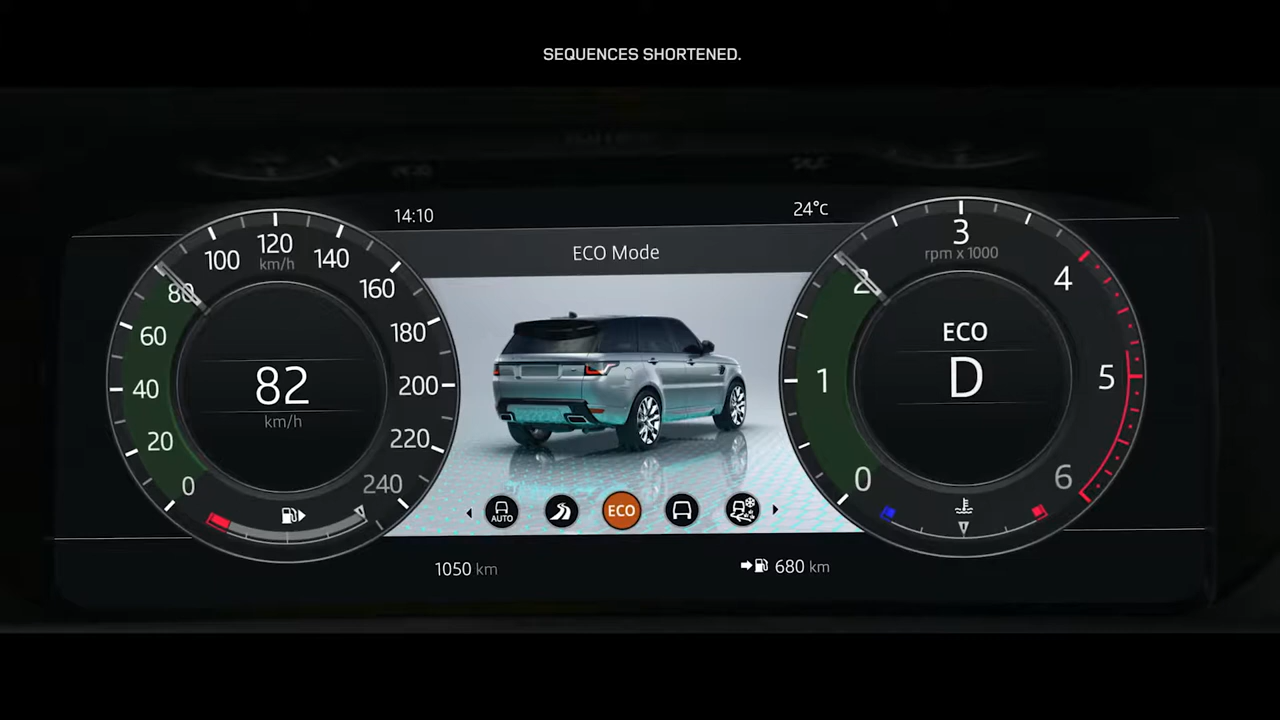 SEQUENCES SHORTENED.
14:10
24°C
ECO Mode
0
20
40
60
80
100
120
km/h
140
160
180
200
220
240
82
km/h
AUTO
ECO
0
1
2
3
rpm x 1000
4
5
6
ECO
D
1050 km
680 km